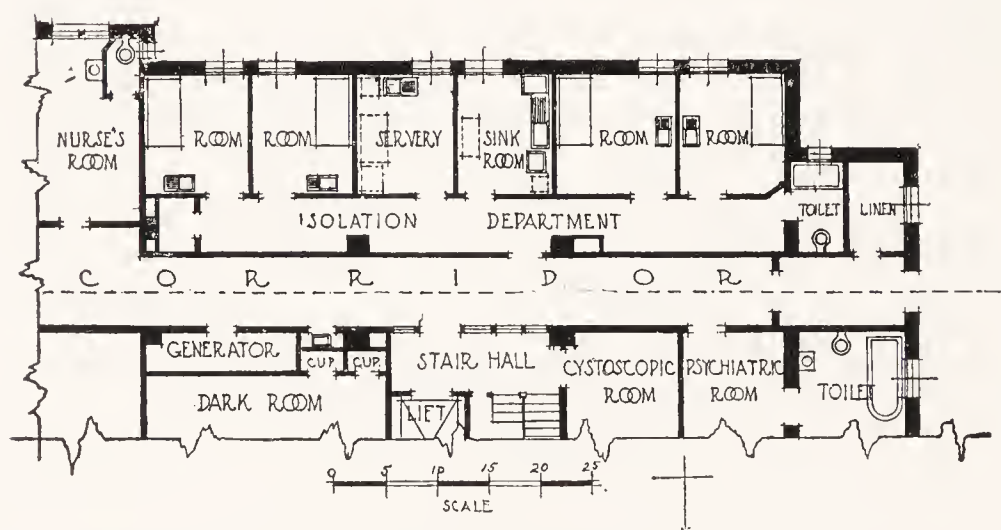 NURSE'S
ROOM
ROOM
ROOM
SERVERY
SINK
ROOM
ROOM
ROOM
TOILET
LINEN
ISOLATION DEPARTMENT
CORRIDOR
GENERATOR
CUP.
CUP.
STAIR HALL
CYSTOSCOPIC
ROOM
PSYCHIATRIC
ROOM
TOILET
DARK ROOM
LIFT
0 5 10 15 20 25
SCALE